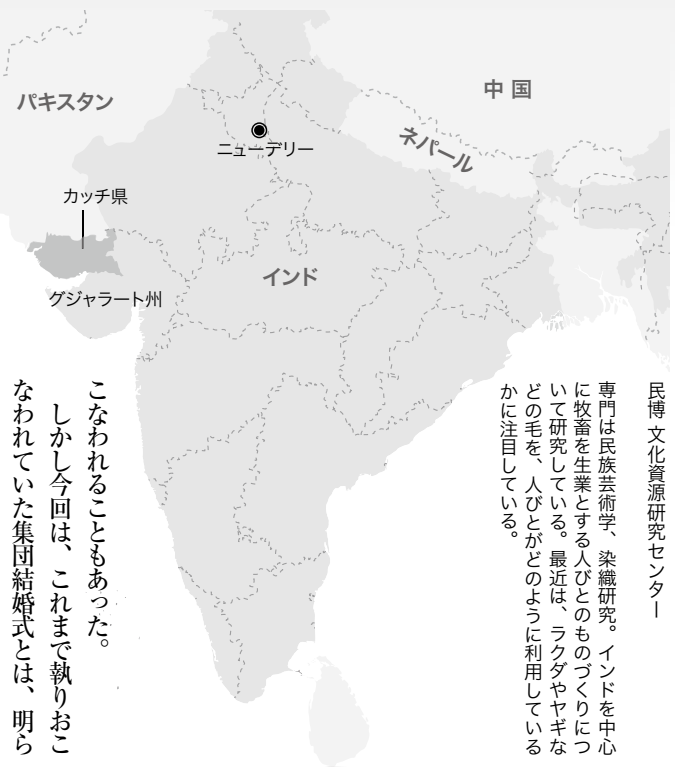 パキスタン
中国
ネパール
ニューデリー
カッチ県
インド
グジャラート州
民博 文化資源研究センター
専門は民族芸術学、染織研究。インドを中心
に牧畜を生業とする人びとのものづくりにつ
いて研究している。最近は、ラクダやヤギな
どの毛を、人びとがどのように利用している
かに注目している。
こなわれることもあった。
しかし今回は、これまで執りおこ
なわれていた集団結婚式とは、明ら